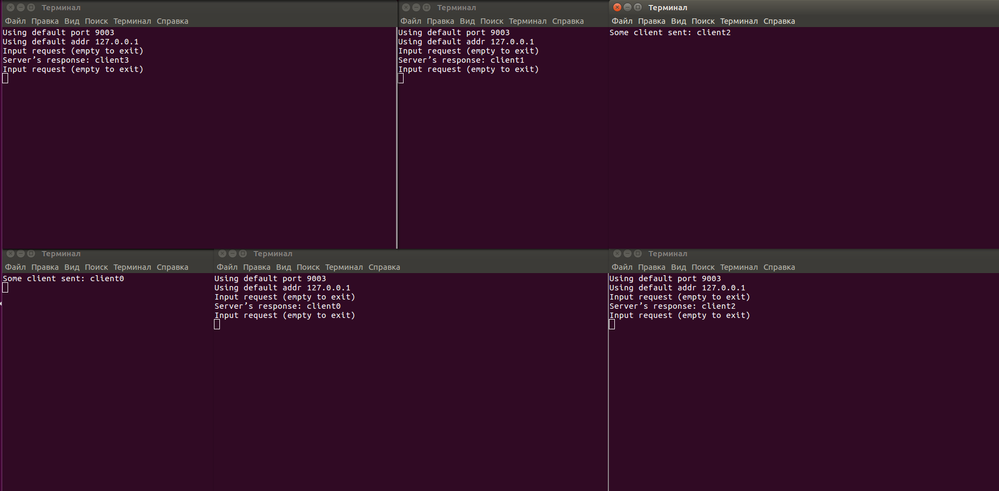 Терминал
Файл Правка Вид Поиск Терминал Справка
Using default port 9003
Using default addr 127.0.0.1
Input request (empty to exit)
Server’s response: client3
Input request (empty to exit)
Терминал
Файл Правка Вид Поиск Терминал Справка
Using default port 9003
Using default addr 127.0.0.1
Input request (empty to exit)
Server’s response: client1
Input request (empty to exit)
Терминал
Файл Правка Вид Поиск Терминал Справка
Some client sent: client2
Терминал
Файл Правка Вид Поиск Терминал Справка
Some client sent: client0
Терминал
Файл Правка Вид Поиск Терминал Справка
Using default port 9003
Using default addr 127.0.0.1
Input request (empty to exit)
Server’s response: client0
Input request (empty to exit)
Терминал
Файл Правка Вид Поиск Терминал Справка
Using default port 9003
Using default addr 127.0.0.1
Input request (empty to exit)
Server’s response: client2
Input request (empty to exit)